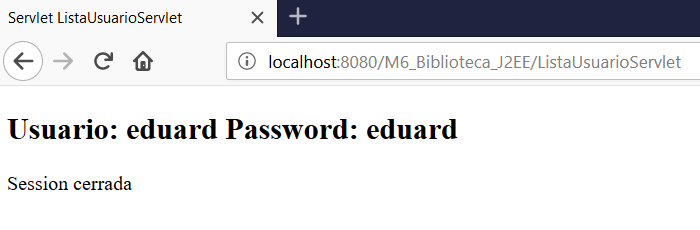 Servlet ListaUsuarioServlet
localhost:8080/M6_Biblioteca_J2EE/ListaUsuarioServlet
Usuario: eduard Password: eduard
Session cerrada